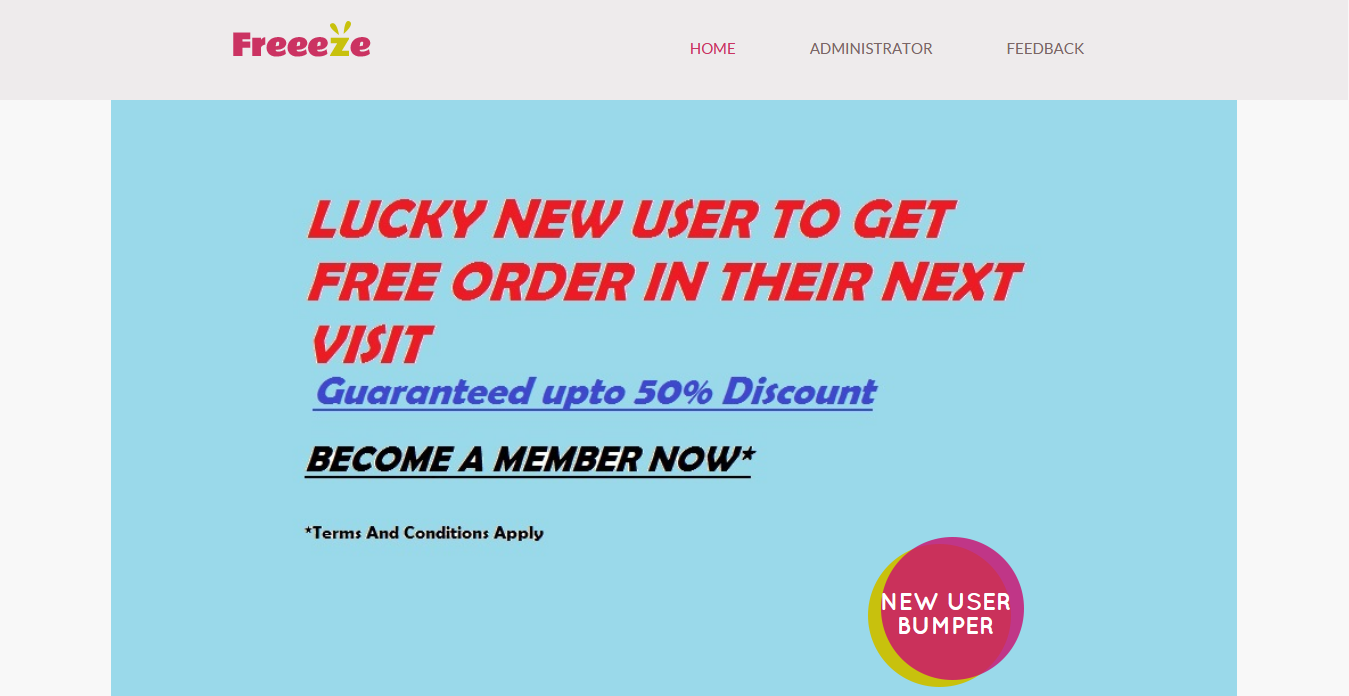 Freeeze
HOME
ADMINISTRATOR
FEEDBACK
LUCKY NEW USER TO GET
FREE ORDER IN THEIR NEXT
VISIT
Guaranteed upto 50% Discount
BECOME A MEMBER NOW*
*Terms And Conditions Apply
NEW USER
BUMPER